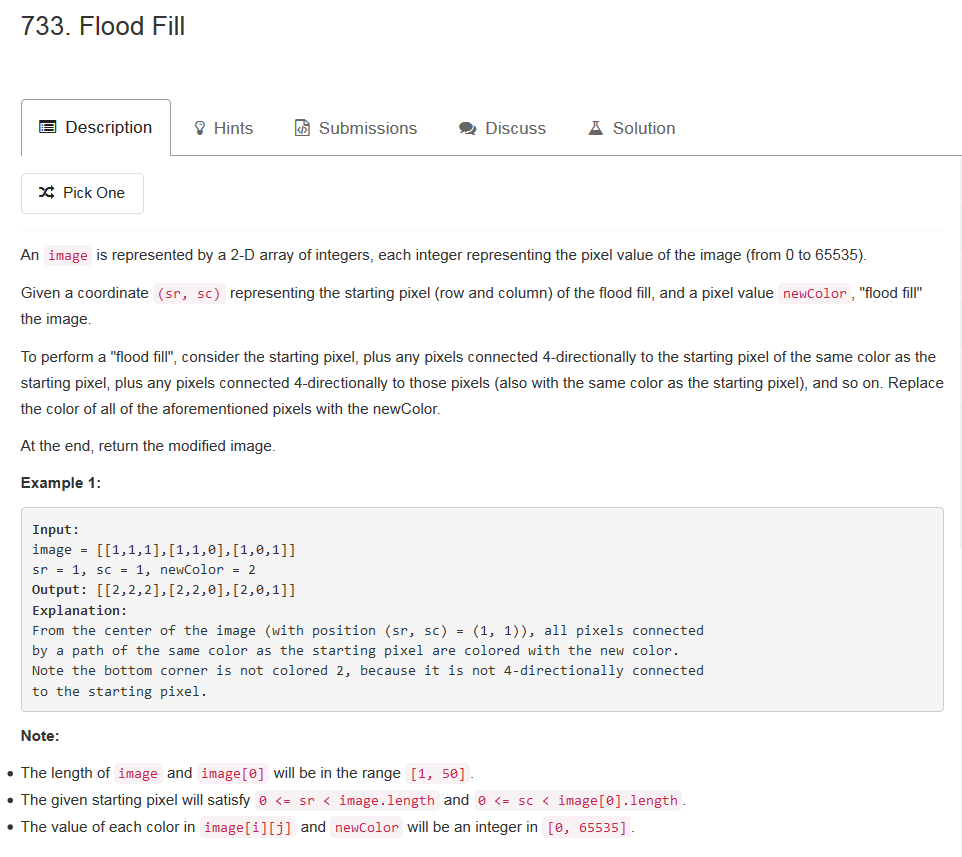 733. Flood Fill
Description
Hints
Submissions
Discuss
Solution
Pick One
An image is represented by a 2-D array of integers, each integer representing the pixel value of the image (from 0 to 65535).
Given a coordinate (sr, sc) representing the starting pixel (row and column) of the flood fill, and a pixel value newColor, "flood fill"
the image.
To perform a "flood fill", consider the starting pixel, plus any pixels connected 4-directionally to the starting pixel of the same color as the
starting pixel, plus any pixels connected 4-directionally to those pixels (also with the same color as the starting pixel), and so on. Replace
the color of all of the aforementioned pixels with the newColor.
At the end, return the modified image.
Example 1:
Input:
image = [[1,1,1],[1,1,0],[1,0,1]]
sr = 1, sc = 1, newColor = 2
Output: [[2,2,2],[2,2,0],[2,0,1]]
Explanation:
From the center of the image (with position (sr, sc) = (1, 1)), all pixels connected
by a path of the same color as the starting pixel are colored with the new color.
Note the bottom corner is not colored 2, because it is not 4-directionally connected
to the starting pixel.
Note:
• The length of image and image[0] will be in the range [1, 50].
• The given starting pixel will satisfy 0 <= sr < image.length and 0 <= sc < image[0].length.
• The value of each color in image[i][j] and newColor will be an integer in [0, 65535].